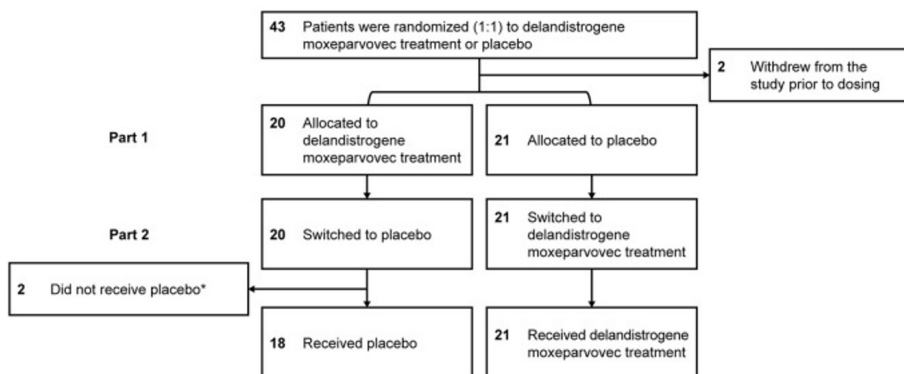 43 Patients were randomized (1:1) to delandistrogene
moxeparvovec treatment or placebo
2 Withdrew from the
study prior to dosing
Part 1
20 Allocated to
delandistrogene
moxeparvovec treatment
21 Allocated to placebo
Part 2
20 Switched to placebo
21 Switched to
delandistrogene
moxeparvovec treatment
2 Did not receive placebo*
18 Received placebo
21 Received delandistrogene
moxeparvovec treatment